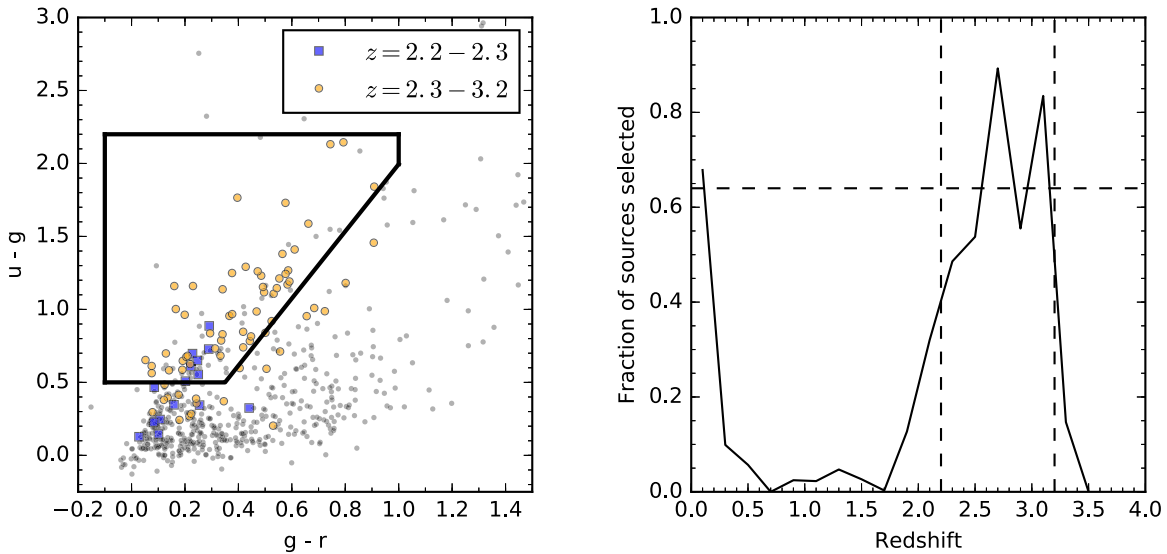 3.0
2.5
2.0
1.5
1.0
0.5
0.0
u - g
−0.2 0.0 0.2 0.4 0.6 0.8 1.0 1.2 1.4
g - r
z = 2.2 − 2.3
z = 2.3 − 3.2
1.0
0.8
0.6
0.4
0.2
0.0
Fraction of sources selected
0.0 0.5 1.0 1.5 2.0 2.5 3.0 3.5 4.0
Redshift